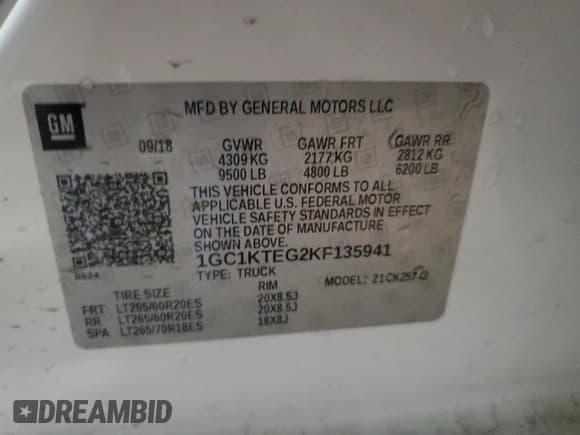 GM
MFD BY GENERAL MOTORS LLC
09/18 GVWR GAWR FRT GAWR RR
4309 KG 2177 KG 2812 KG
9500 LB 4800 LB 6200 LB
THIS VEHICLE CONFORMS TO ALL
APPLICABLE U.S. FEDERAL MOTOR
VEHICLE SAFETY STANDARDS IN EFFECT
ON THE DATE OF MANUFACTURE
SHOWN ABOVE.
1GC1KTEG2KF135941
TYPE: TRUCK MODEL:
TIRE SIZE RIM
FRT LT265/60R20ES 20X8.5J
RR LT265/60R20ES 20X8.5J
SPA LT265/70R18ES 18X8J
DREAMBID